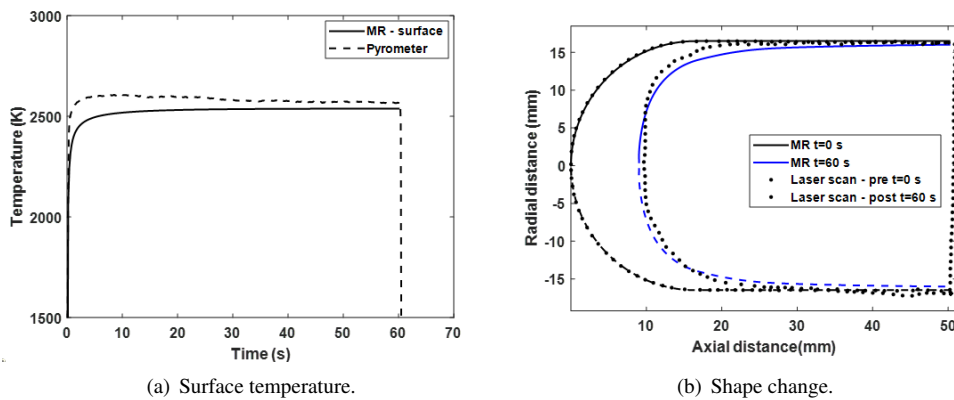 3000
2500
2000
1500
Temperature (K)
MR - surface
Pyrometer
0 10 20 30 40 50 60 70
Time (s)
(a) Surface temperature.
15
10
5
0
-5
-10
-15
Radial distance (mm)
MR t=0 s
MR t=60 s
Laser scan - pre t=0 s
Laser scan - post t=60 s
10 20 30 40 50
Axial distance(mm)
(b) Shape change.